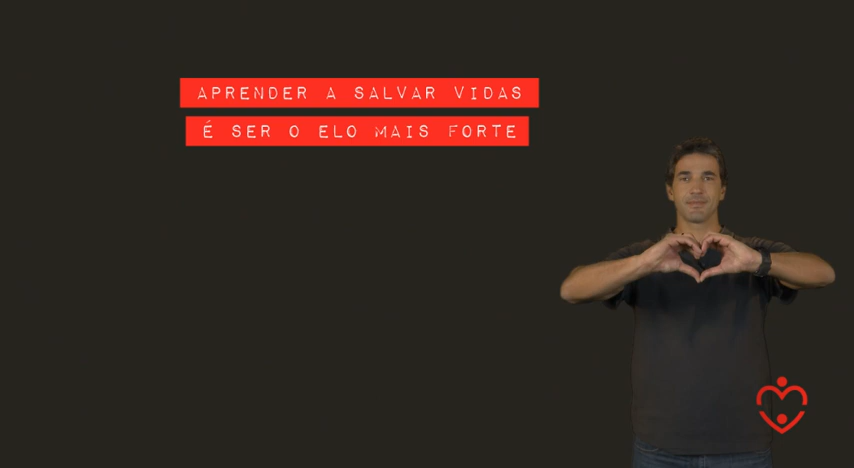 APRENDER A SALVAR VIDAS
É SER O ELO MAIS FORTE